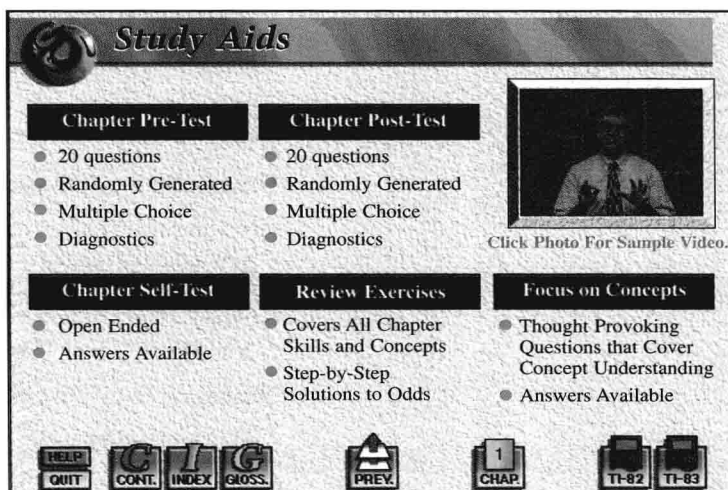 Study Aids
Chapter Pre-Test
20 questions
Randomly Generated
Multiple Choice
Diagnostics
Chapter Post-Test
20 questions
Randomly Generated
Multiple Choice
Diagnostics
Click Photo For Sample Video.
Chapter Self-Test
Open Ended
Answers Available
Review Exercises
Covers All Chapter
Skills and Concepts
Step-by-Step
Solutions to Odds
Focus on Concepts
Thought Provoking
Questions that Cover
Concept Understanding
Answers Available
HELP
QUIT
C
CONT.
I
INDEX
G
GLOSS.
PREV.
1
CHAP.
TI-82
TI-83